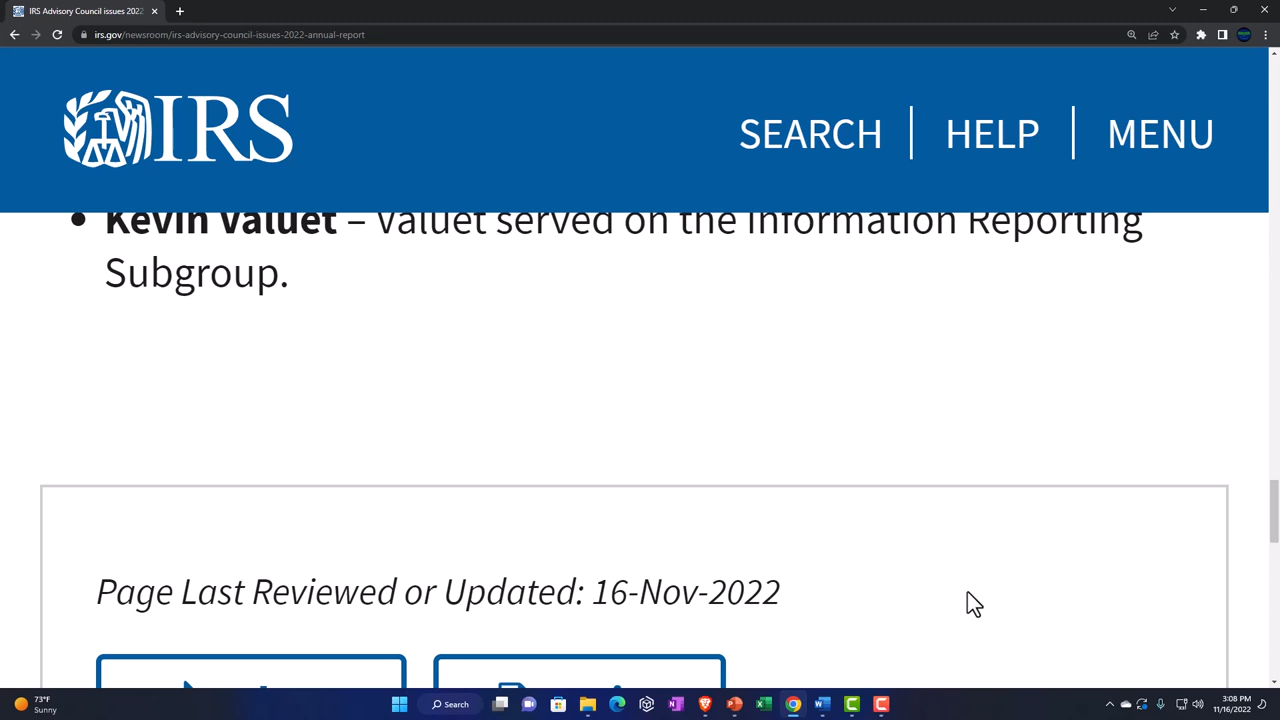 IRS Advisory Council issues 2022
irs.gov/newsroom/irs-advisory-council-issues-2022-annual-report
IRS
SEARCH
HELP
MENU
Kevin Valuet – Valuet served on the Information Reporting
Subgroup.
Page Last Reviewed or Updated: 16-Nov-2022
73°F
Sunny
Search
3:08 PM
11/16/2022